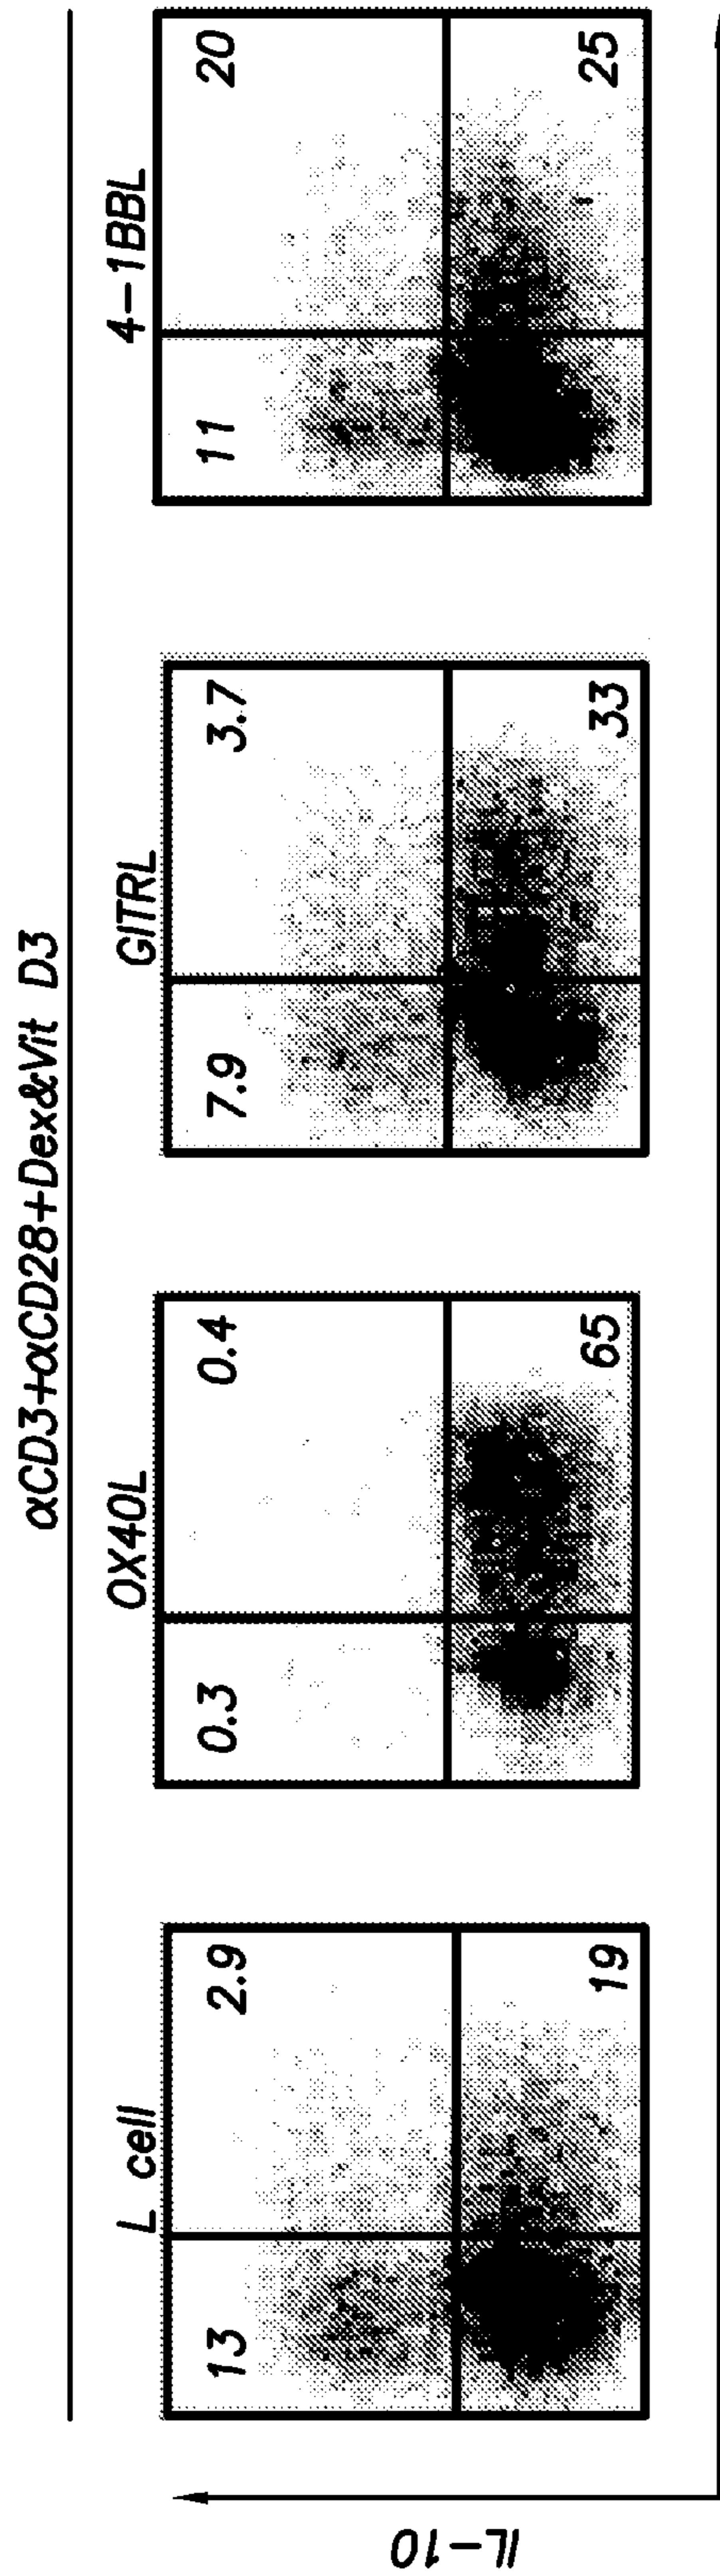 αCD3+αCD28+Dex&Vit D3
L cell
OX40L
GITRL
4-1BBL
13
2.9
0.3
0.4
7.9
3.7
11
20
19
65
33
25
IL-10